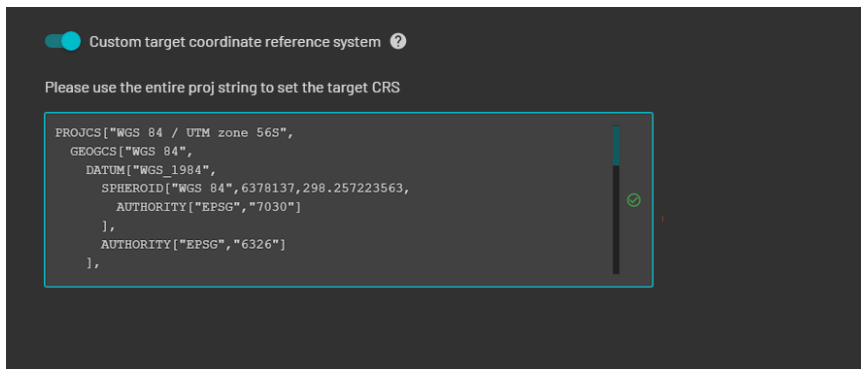 Custom target coordinate reference system ?
Please use the entire proj string to set the target CRS
PROJCS["WGS 84 / UTM zone 56S",
GEOGCS["WGS 84",
DATUM["WGS_1984",
SPHEROID["WGS 84",6378137,298.257223563,
AUTHORITY["EPSG","7030"]
],
AUTHORITY["EPSG","6326"]
],